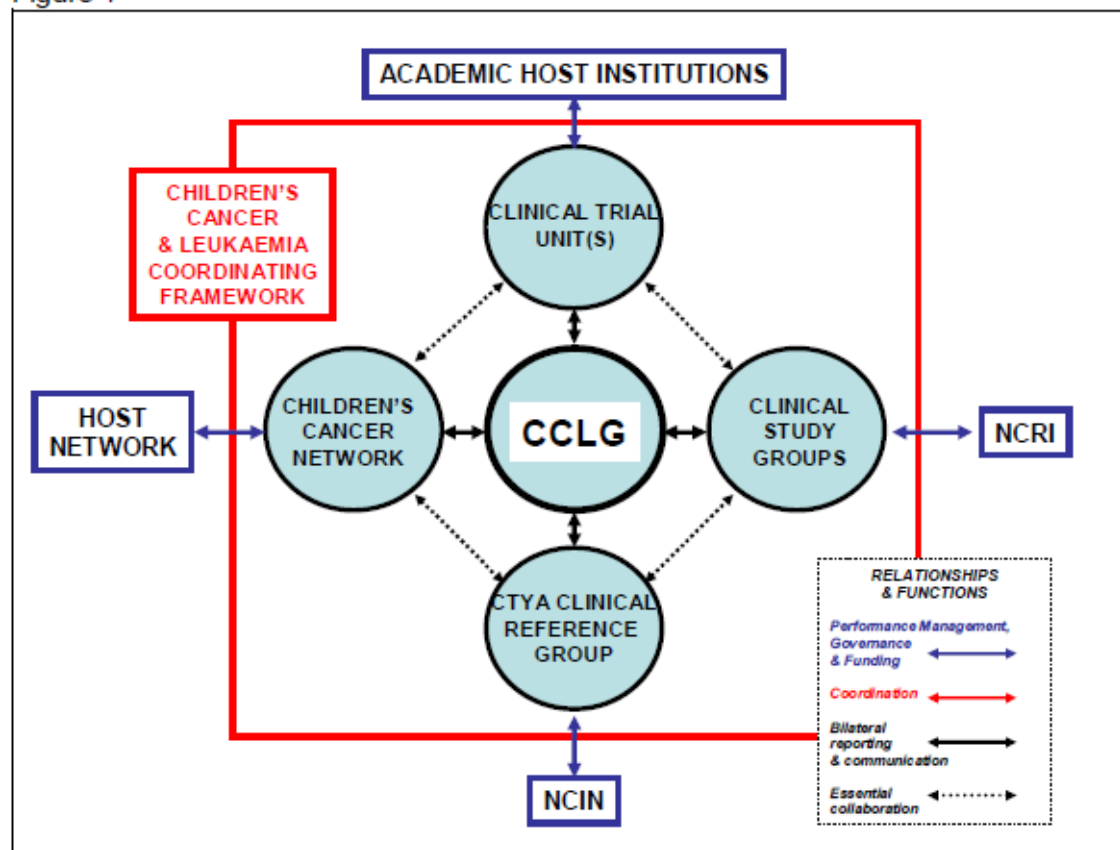 ACADEMIC HOST INSTITUTIONS
CHILDREN'S
CANCER
& LEUKAEMIA
COORDINATING
FRAMEWORK
CLINICAL TRIAL
UNIT(S)
HOST
NETWORK
CHILDREN'S
CANCER
NETWORK
CCLG
CLINICAL
STUDY
GROUPS
NCRI
CTYA CLINICAL
REFERENCE
GROUP
NCIN
RELATIONSHIPS
& FUNCTIONS
Performance Management,
Governance
& Funding
Coordination
Bilateral
reporting
& communication
Essential
collaboration